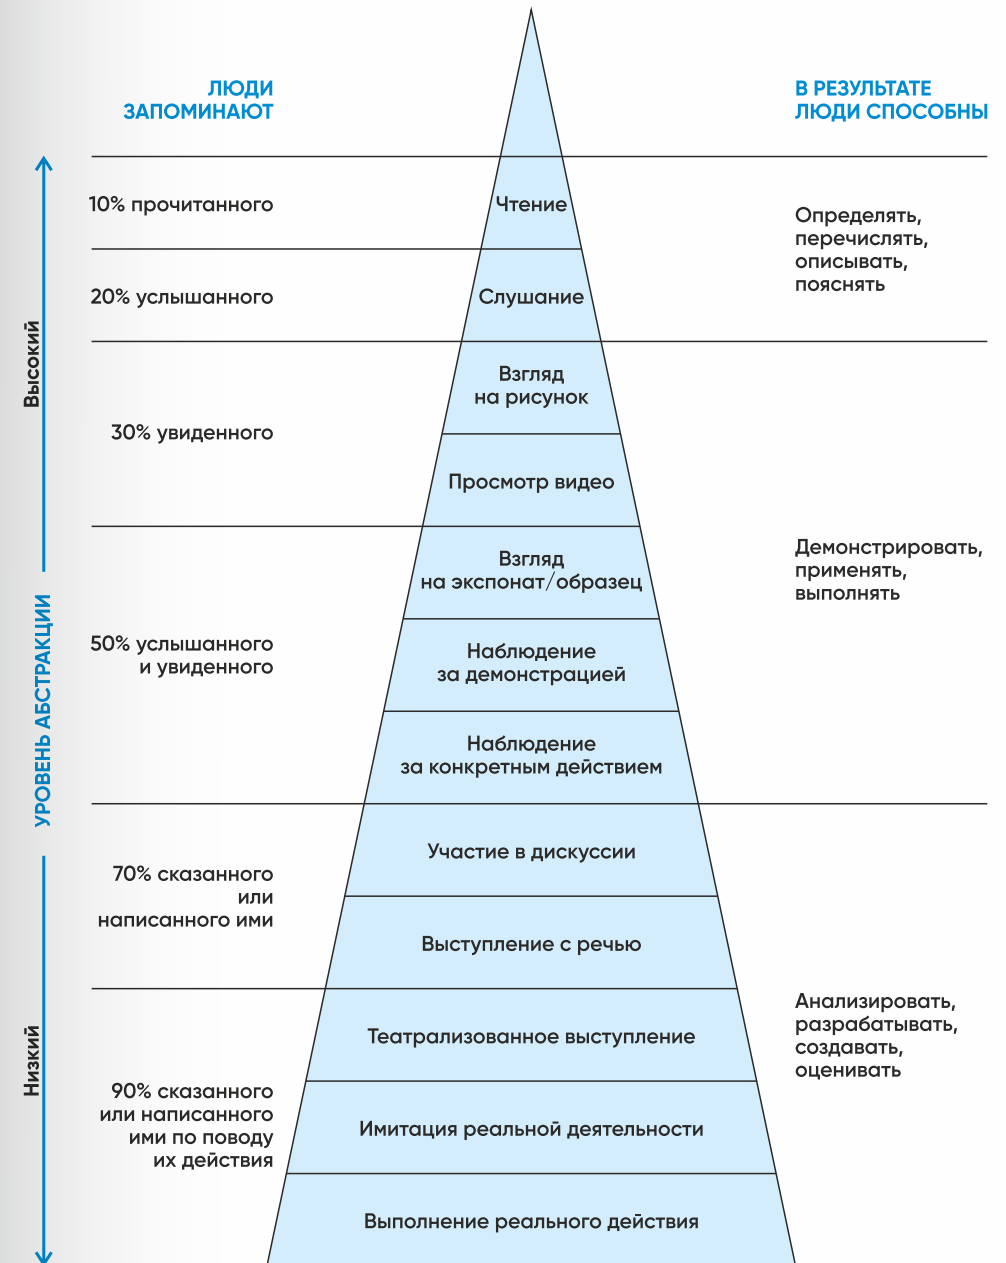 ЛЮДИ
ЗАПОМИНАЮТ
В РЕЗУЛЬТАТЕ
ЛЮДИ СПОСОБНЫ
10% прочитанного
Чтение
Определять,
перечислять,
описывать,
пояснять
20% услышанного
Слушание
Высокий
30% увиденного
Взгляд
на рисунок
Просмотр видео
Демонстрировать,
применять,
выполнять
УРОВЕНЬ АБСТРАКЦИИ
50% услышанного
и увиденного
Взгляд
на экспонат/образец
Наблюдение
за демонстрацией
Наблюдение
за конкретным действием
70% сказанного
или
написанного ими
Участие в дискуссии
Выступление с речью
Анализировать,
разрабатывать,
создавать,
оценивать
Низкий
90% сказанного
или написанного
ими по поводу
их действия
Театрализованное выступление
Имитация реальной деятельности
Выполнение реального действия